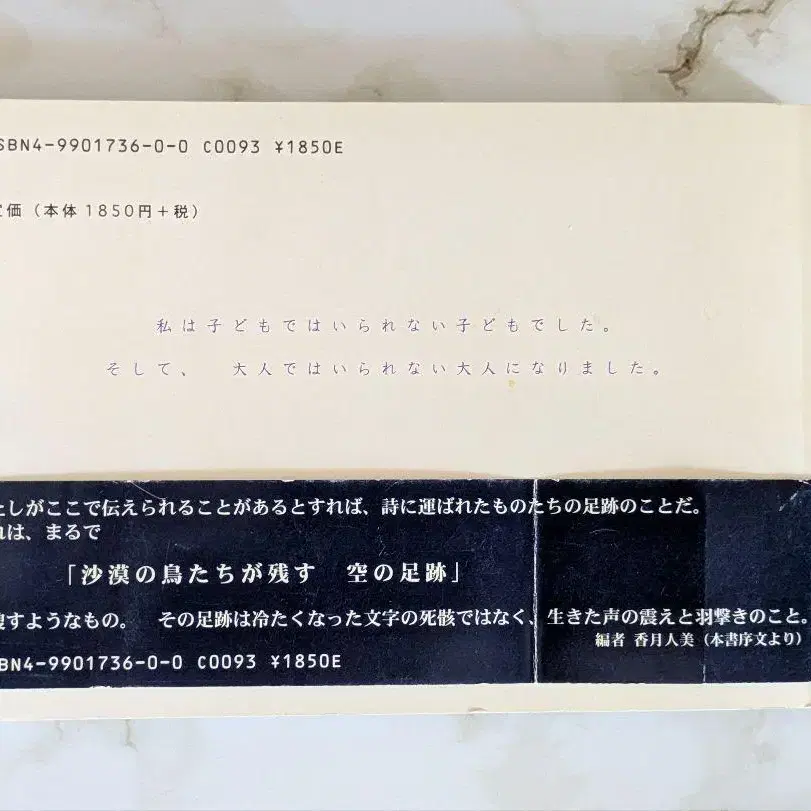 SBN4-9901736-0-0 C0093 ¥1850E
定価（本体1850円＋税）
私は子どもではいられない子どもでした。
そして、　大人ではいられない大人になりました。
たしがここで伝えられることがあるとすれば、詩に運ばれたものたちの足跡のことだ。
れは、まるで
「沙漠の鳥たちが残す　空の足跡」
捜すようなもの。　その足跡は冷たくなった文字の死骸ではなく、生きた声の震えと羽撃きのこと。
編者 香月人美（本書序文より）
BN4-9901736-0-0 C0093 ¥1850E